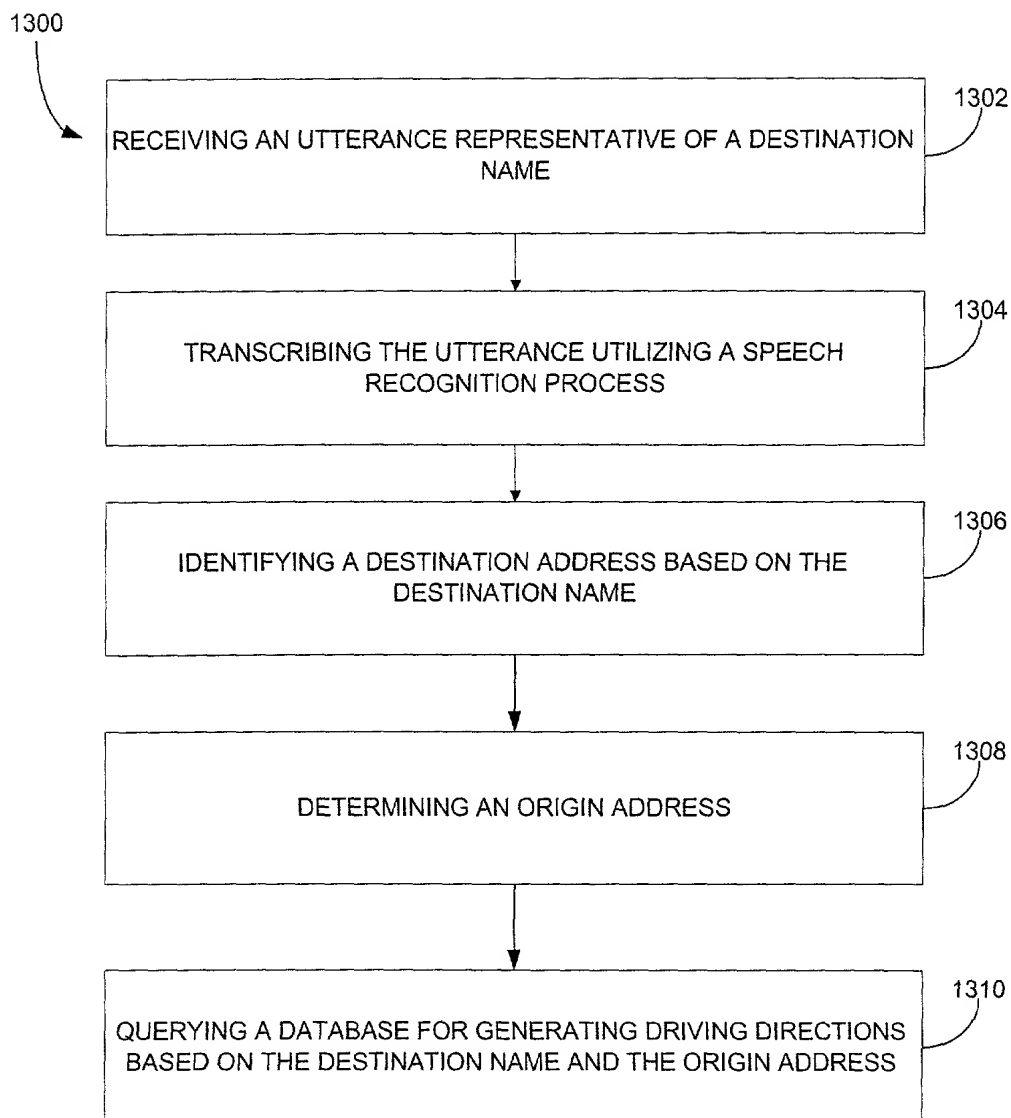 1300
1302
RECEIVING AN UTTERANCE REPRESENTATIVE OF A DESTINATION
NAME
1304
TRANSCRIBING THE UTTERANCE UTILIZING A SPEECH
RECOGNITION PROCESS
1306
IDENTIFYING A DESTINATION ADDRESS BASED ON THE
DESTINATION NAME
1308
DETERMINING AN ORIGIN ADDRESS
1310
QUERYING A DATABASE FOR GENERATING DRIVING DIRECTIONS
BASED ON THE DESTINATION NAME AND THE ORIGIN ADDRESS